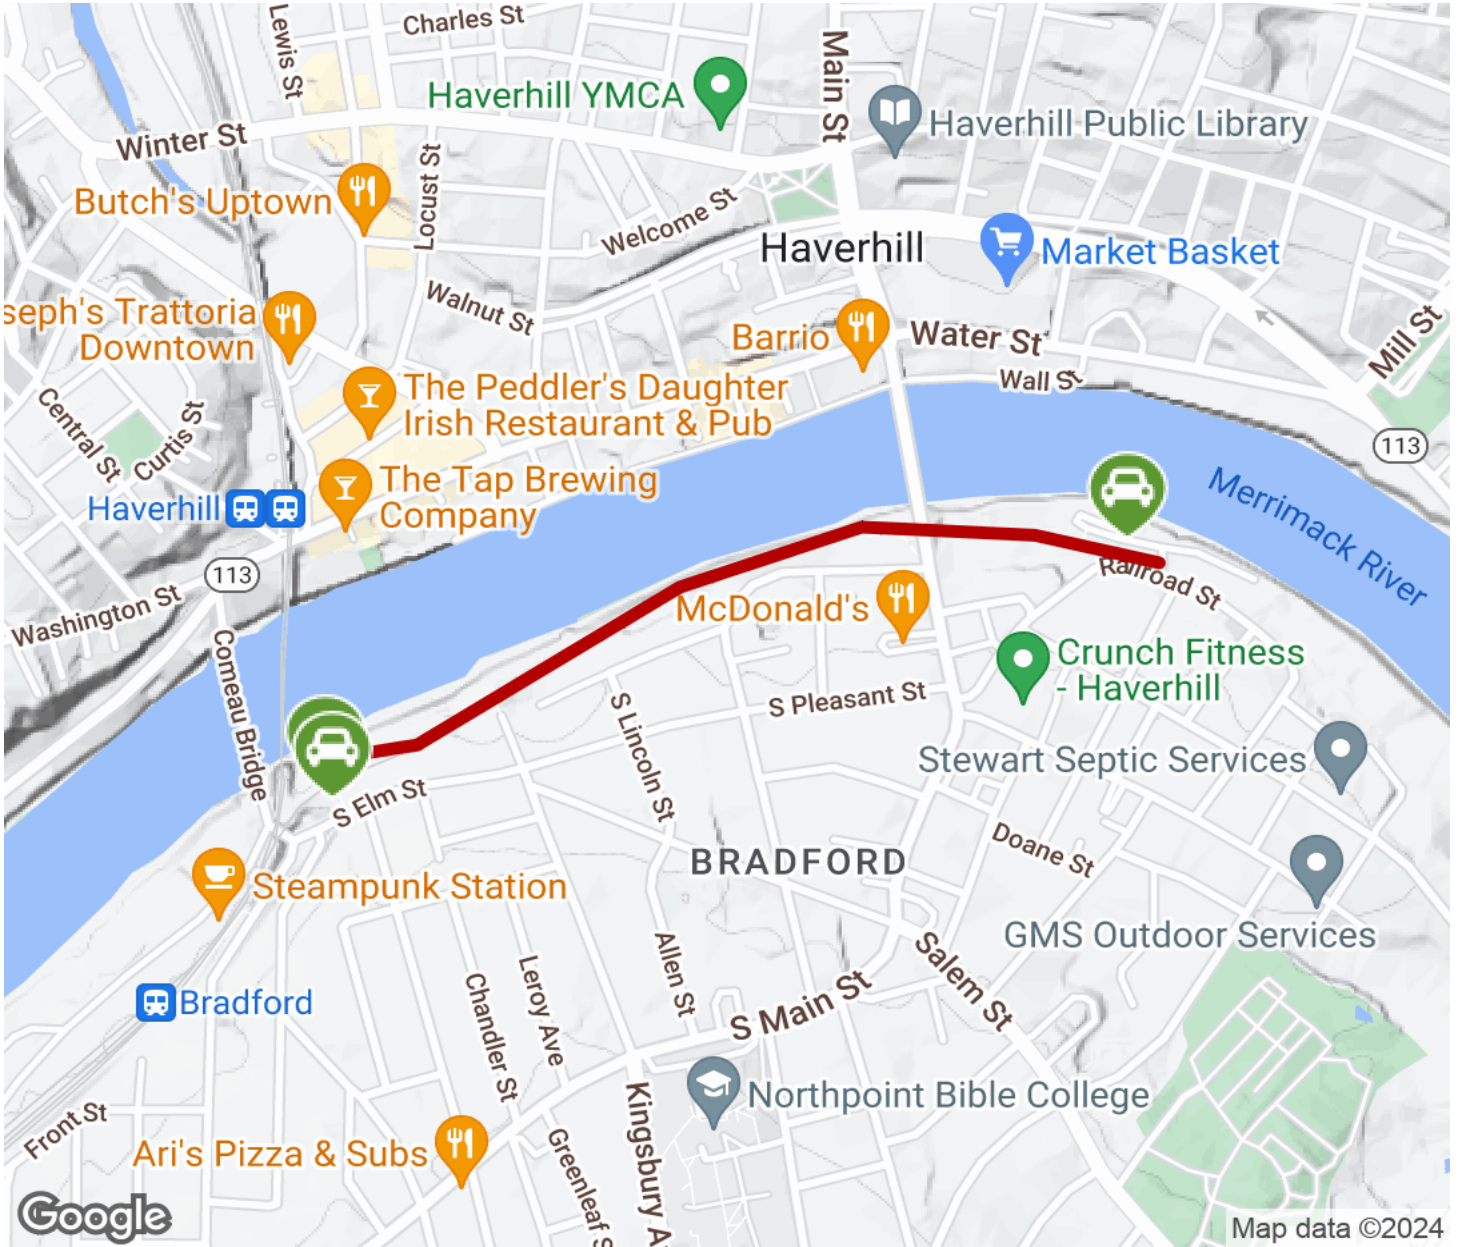 Charles St
Lewis St
Main St
Haverhill YMCA
Haverhill Public Library
Winter St
Locust St
Butch's Uptown
Welcome St
Haverhill
Market Basket
Walnut St
seph's Trattoria
Downtown
Barrio
Water St
Mill St
Wall St
The Peddler's Daughter
Irish Restaurant & Pub
Central St
Curtis St
113
The Tap Brewing
Company
Haverhill
Merrimack River
113
Railroad St
Washington St
McDonald's
Comeau Bridge
Crunch Fitness
- Haverhill
S Pleasant St
S Lincoln St
Stewart Septic Services
S Elm St
Doane St
BRADFORD
Steampunk Station
GMS Outdoor Services
Allen St
Salem St
Leroy Ave
Chandler St
Bradford
S Main St
Northpoint Bible College
Kingsbury A
Front St
Ari's Pizza & Subs
Greenleaf S
Google
Map data ©2024